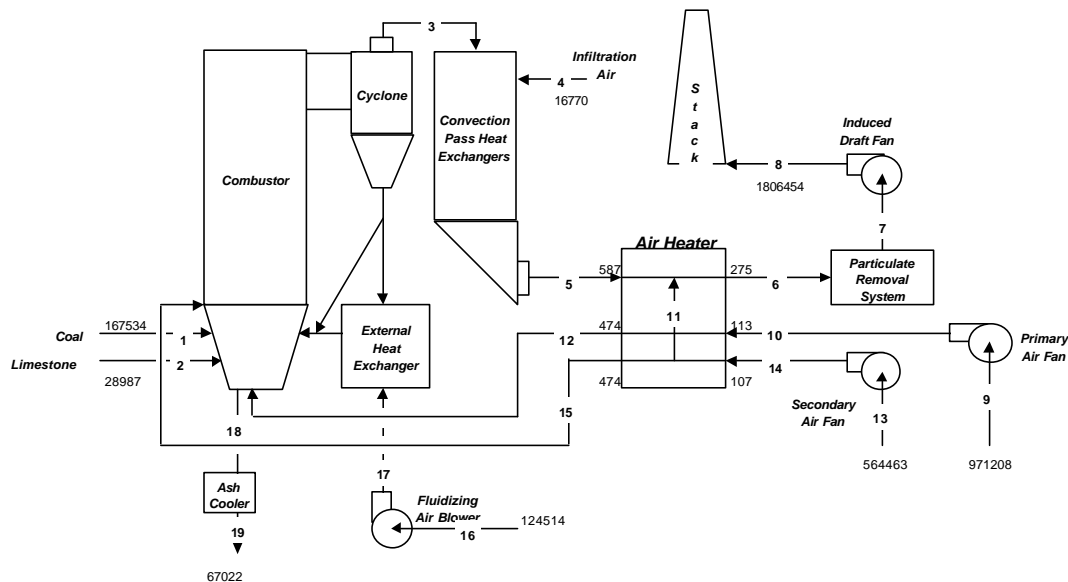 3
Infiltration
Air
4
16770
Cyclone
S
t
a
c
k
Convection
Pass Heat
Exchangers
Induced
Draft Fan
Combustor
8
1806454
7
Air Heater
587
275
5
6
Particulate
Removal
System
11
Coal
167534
1
External
Heat
Exchanger
12
474
113
10
Primary
Air Fan
Limestone
2
28987
474
107
14
15
Secondary
Air Fan
9
13
18
564463
971208
17
Ash
Cooler
Fluidizing
Air Blower
124514
16
19
67022